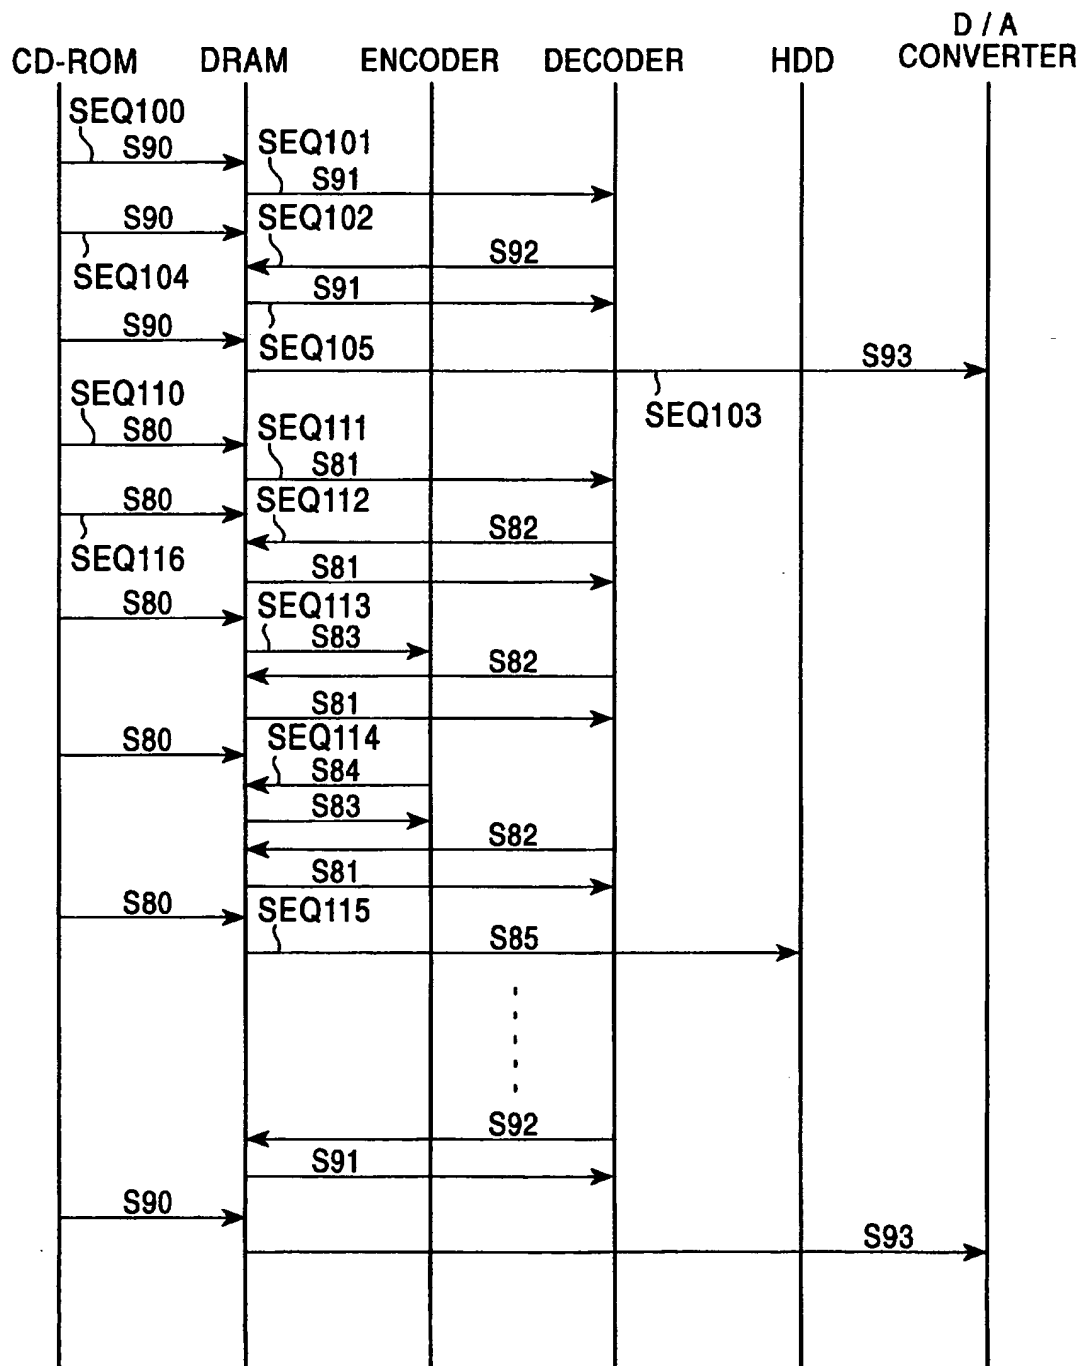 D / A
CD-ROM DRAM ENCODER DECODER HDD CONVERTER
SEQ100
S90
SEQ101
S91
S90
SEQ102
SEQ104
S92
S91
S90
SEQ105
S93
SEQ103
SEQ110
S80
SEQ111
S81
S80
SEQ112
SEQ116
S82
S81
S80
SEQ113
S83
S82
S81
S80
SEQ114
S84
S83
S82
S81
S80
SEQ115
S85
S92
S91
S90
S93